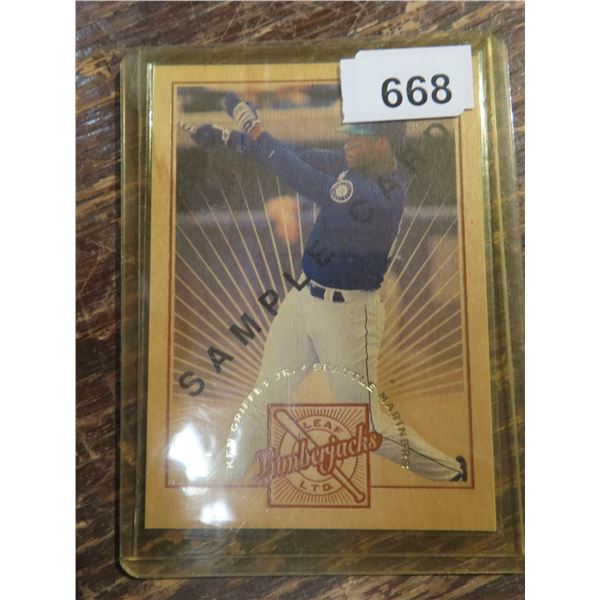 668
SAMPLE CARD
KEN GRIFFEY JR. • SEATTLE MARINERS
LEAF
Lumberjacks
LTD.